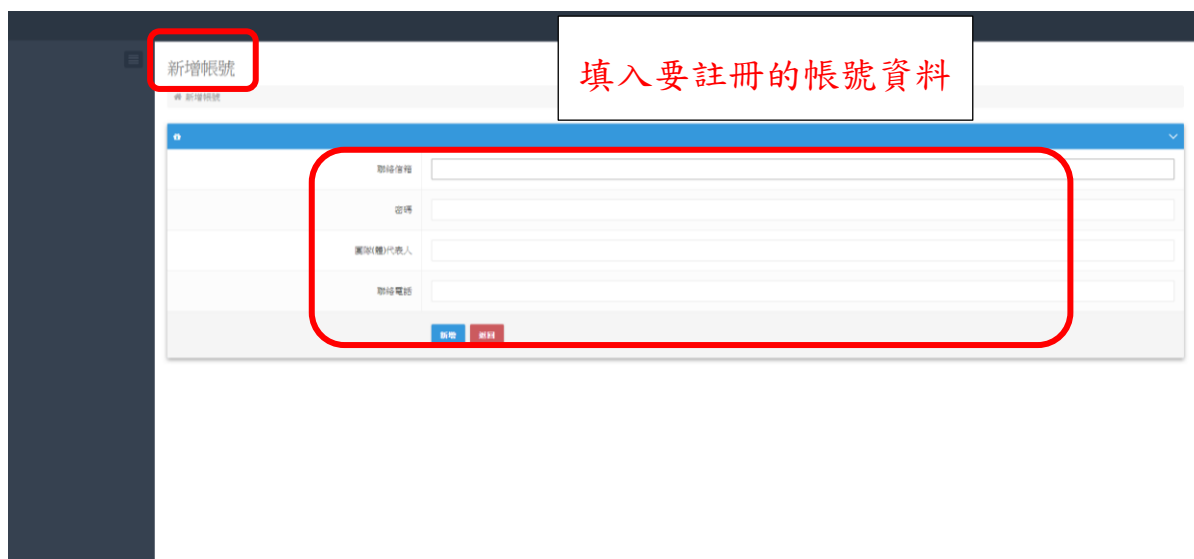 填入要註冊的帳號資料
新增帳號
新增帳號
聯絡信箱
密碼
團隊(體)代表人
聯絡電話
新增 返回